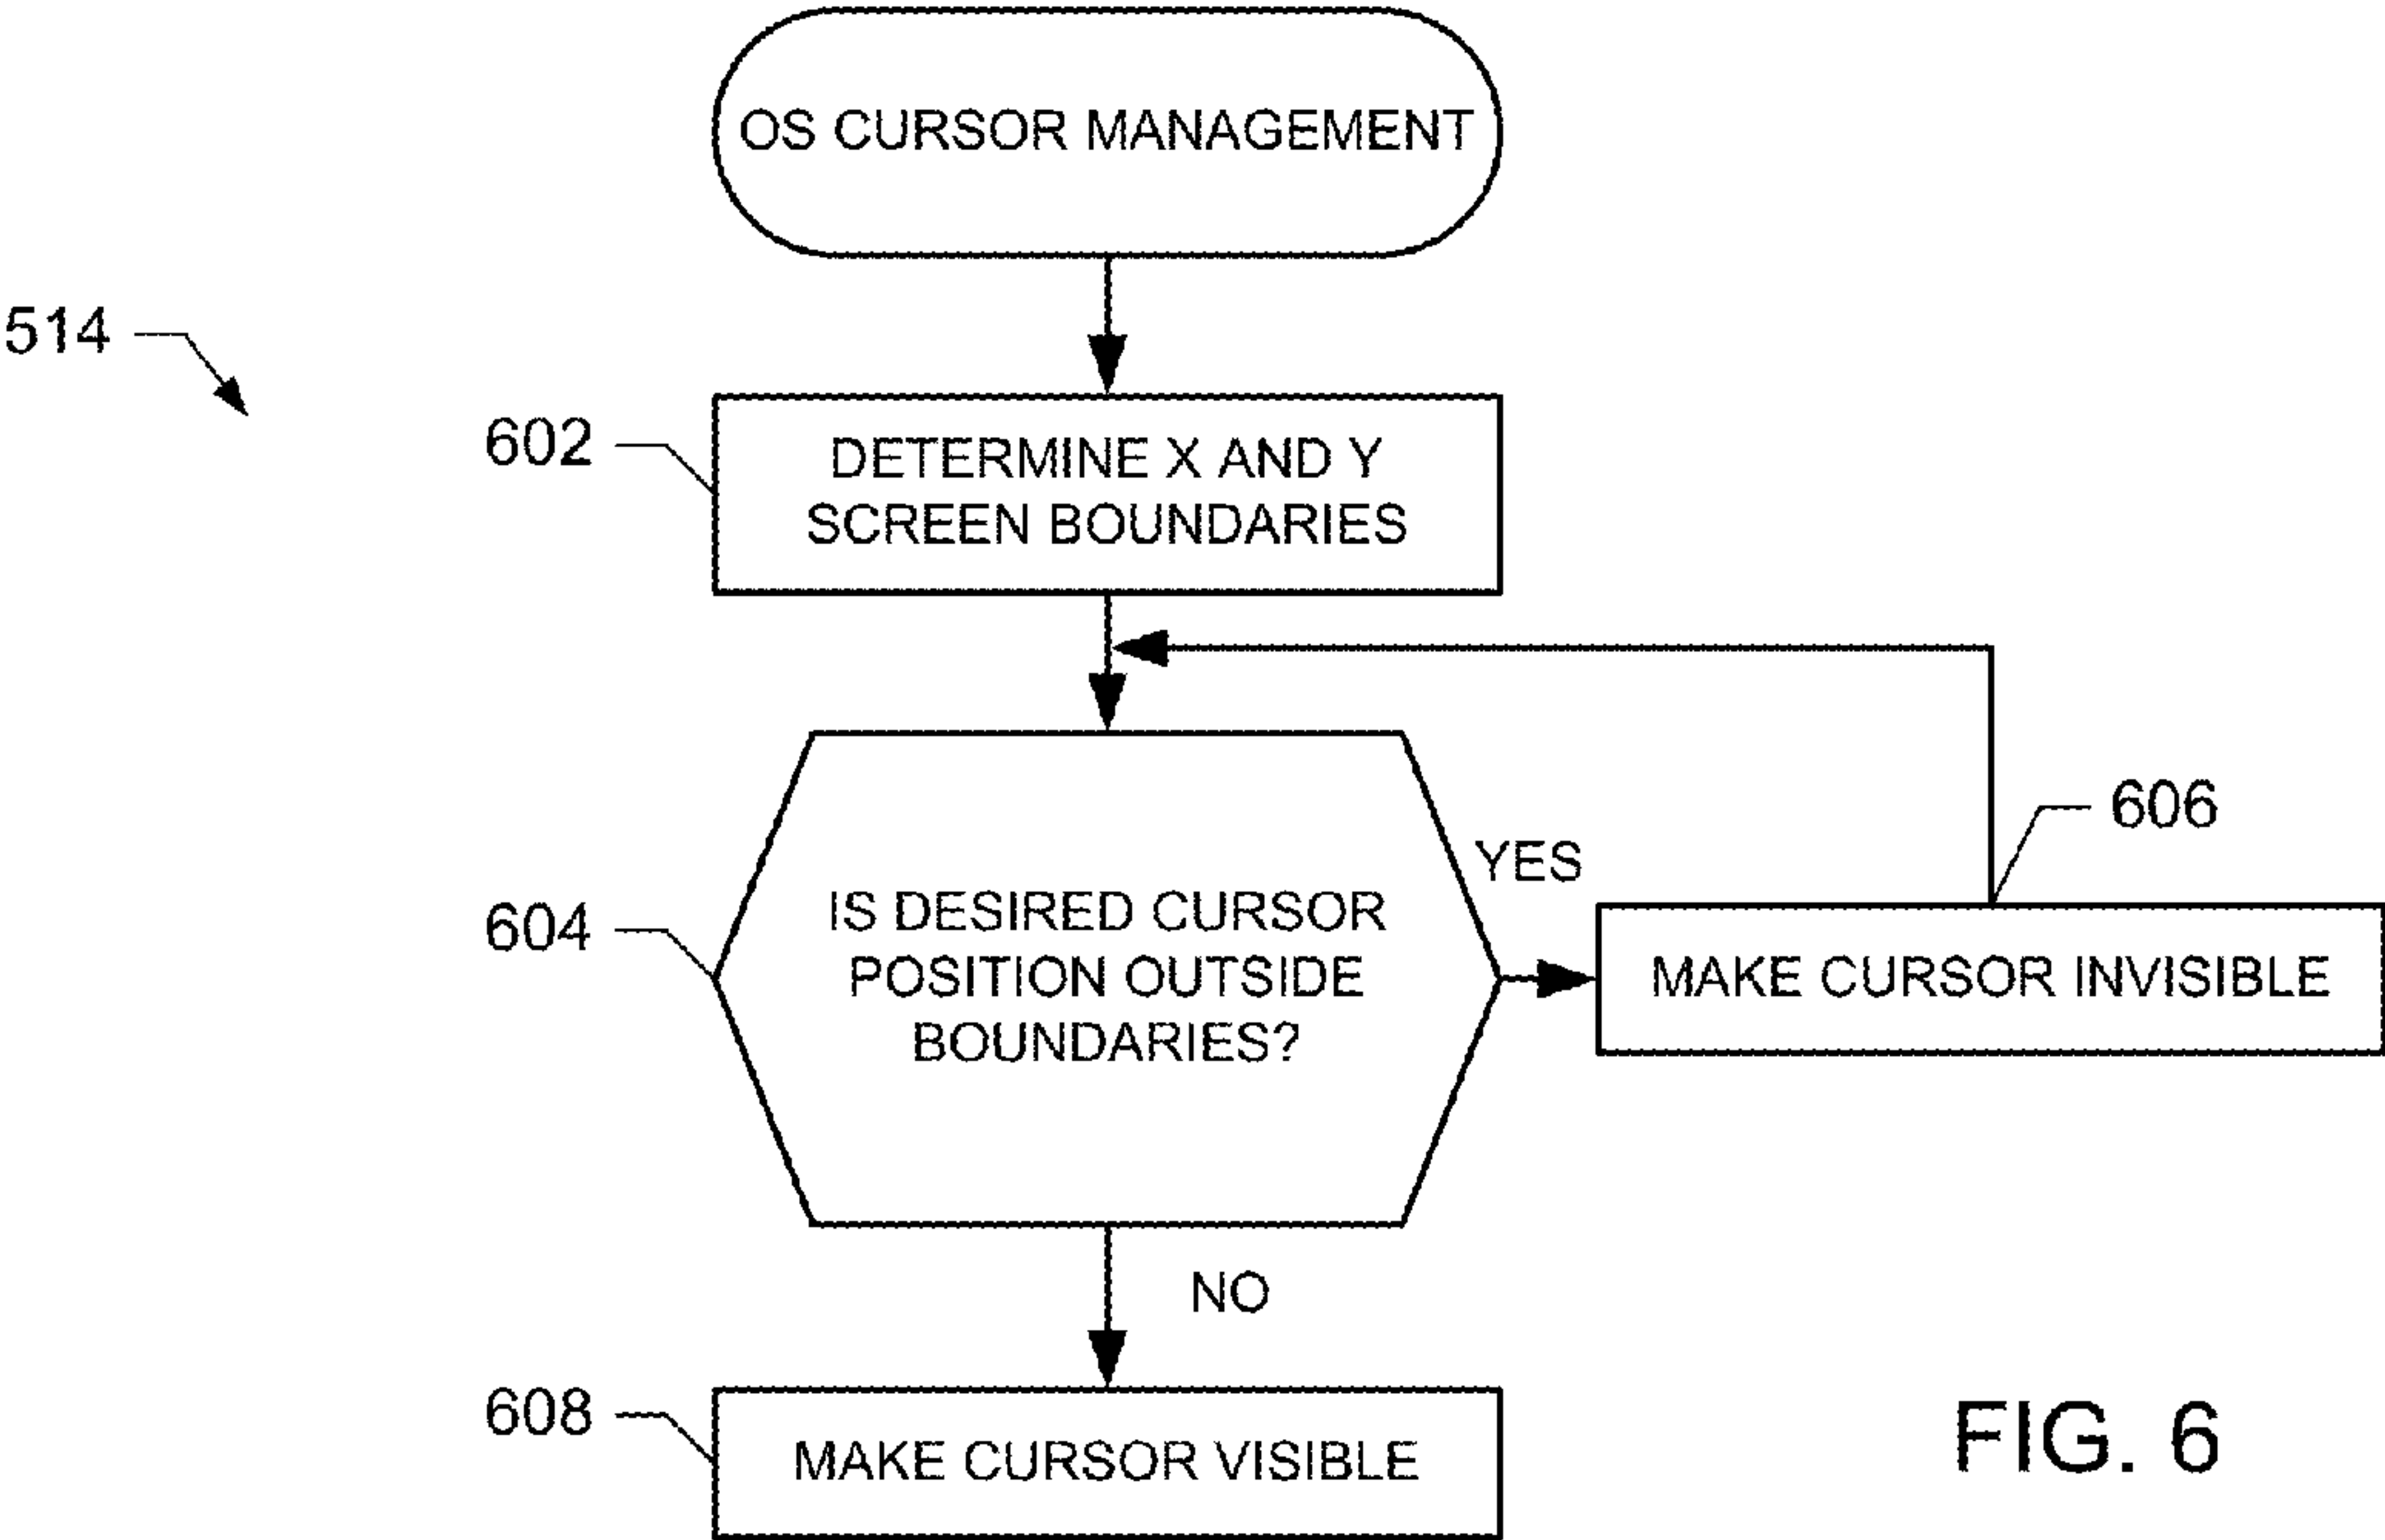 OS CURSOR MANAGEMENT
514
602
DETERMINE X AND Y
SCREEN BOUNDARIES
606
YES
604
IS DESIRED CURSOR
POSITION OUTSIDE
BOUNDARIES?
MAKE CURSOR INVISIBLE
NO
608
MAKE CURSOR VISIBLE
FIG. 6